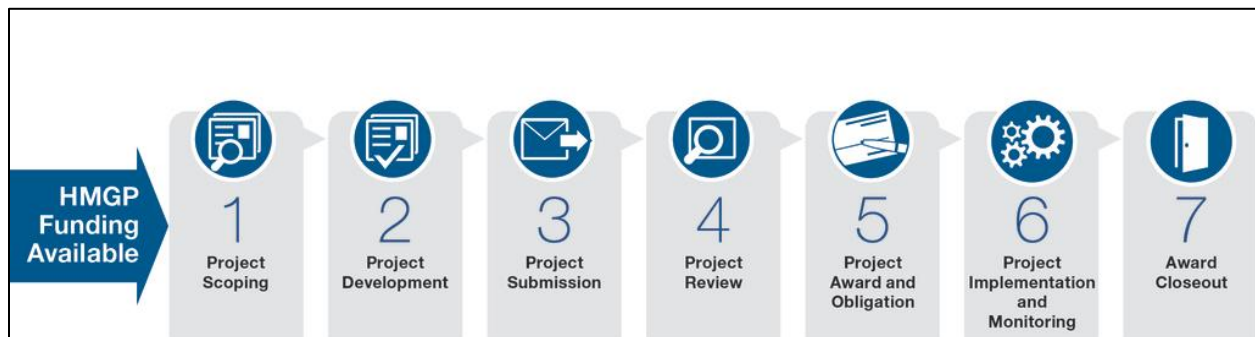 HMGP
Funding
Available
1
Project
Scoping
2
Project
Development
3
Project
Submission
4
Project
Review
5
Project
Award and
Obligation
6
Project
Implementation
and
Monitoring
7
Award
Closeout